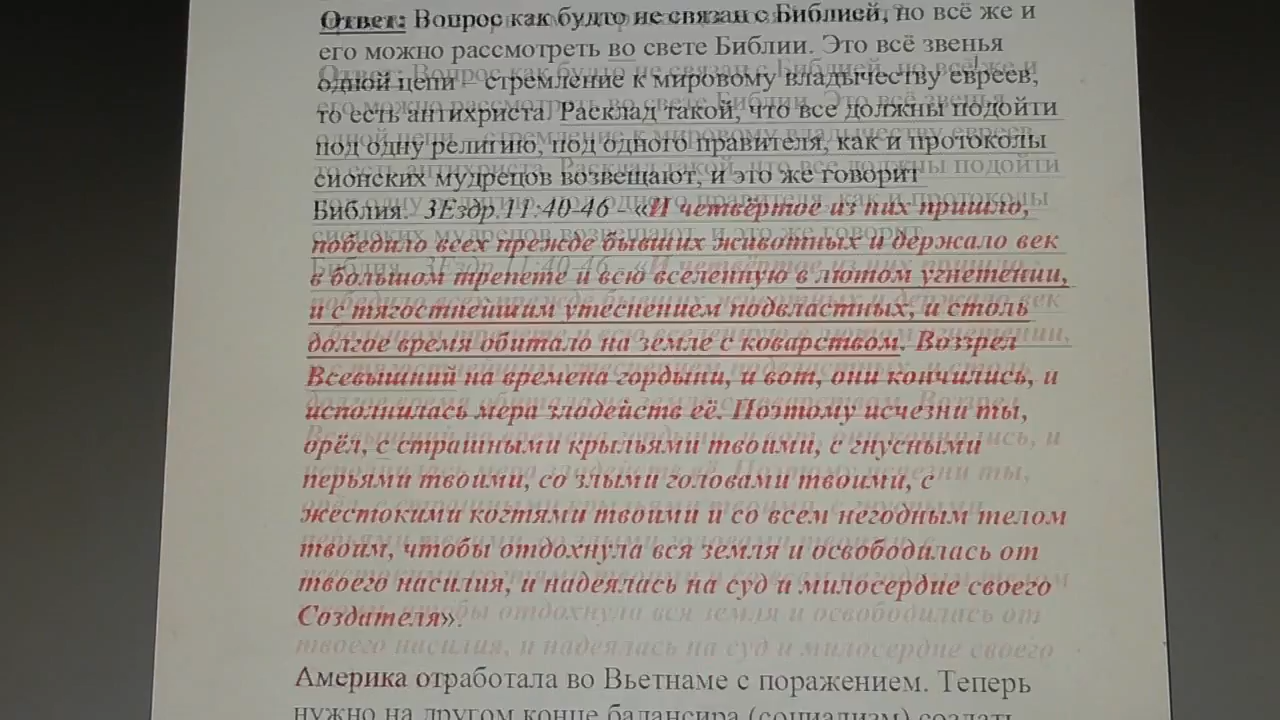 Ответ: Вопрос как будто не связан с Библией, но всё же и
его можно рассмотреть во свете Библии. Это всё звенья
одной цепи – стремление к мировому владычеству евреев,
то есть антихриста. Расклад такой, что все должны подойти
под одну религию, под одного правителя, как и протоколы
сионских мудрецов возвещают, и это же говорит
Библия. 3Ездр.11:40-46 - «И четвёртое из них пришло,
победило всех прежде бывших животных и держало век
в большом трепете и всю вселенную в лютом угнетении,
и с тягостнейшим утеснением подвластных, и столь
долгое время обитало на земле с коварством. Воззрел
Всевышний на времена гордыни, и вот, они кончились, и
исполнилась мера злодейств её. Поэтому исчезни ты,
орёл, с страшными крыльями твоими, с гнусными
перьями твоими, со злыми головами твоими, с
жестокими когтями твоими и со всем негодным телом
твоим, чтобы отдохнула вся земля и освободилась от
твоего насилия, и надеялась на суд и милосердие своего
Создателя».
Америка отработала во Вьетнаме с поражением. Теперь
нужно на другом конце балансира (социализм) создать